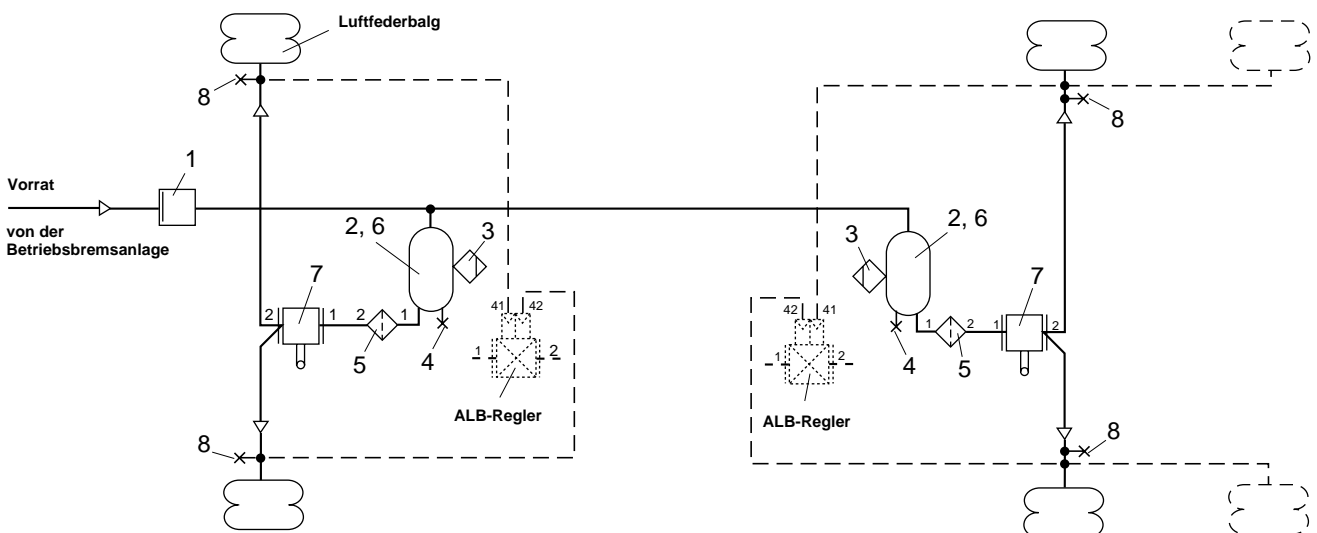 Luftfederbalg
8
8
1
Vorrat
von der
Betriebsbremsanlage
2, 6
3
3
2, 6
7
7
41 42
42 41
2 1 2 1
1 2 1 2
5
4
4
5
1 2
1 2
ALB-Regler
ALB-Regler
8
8